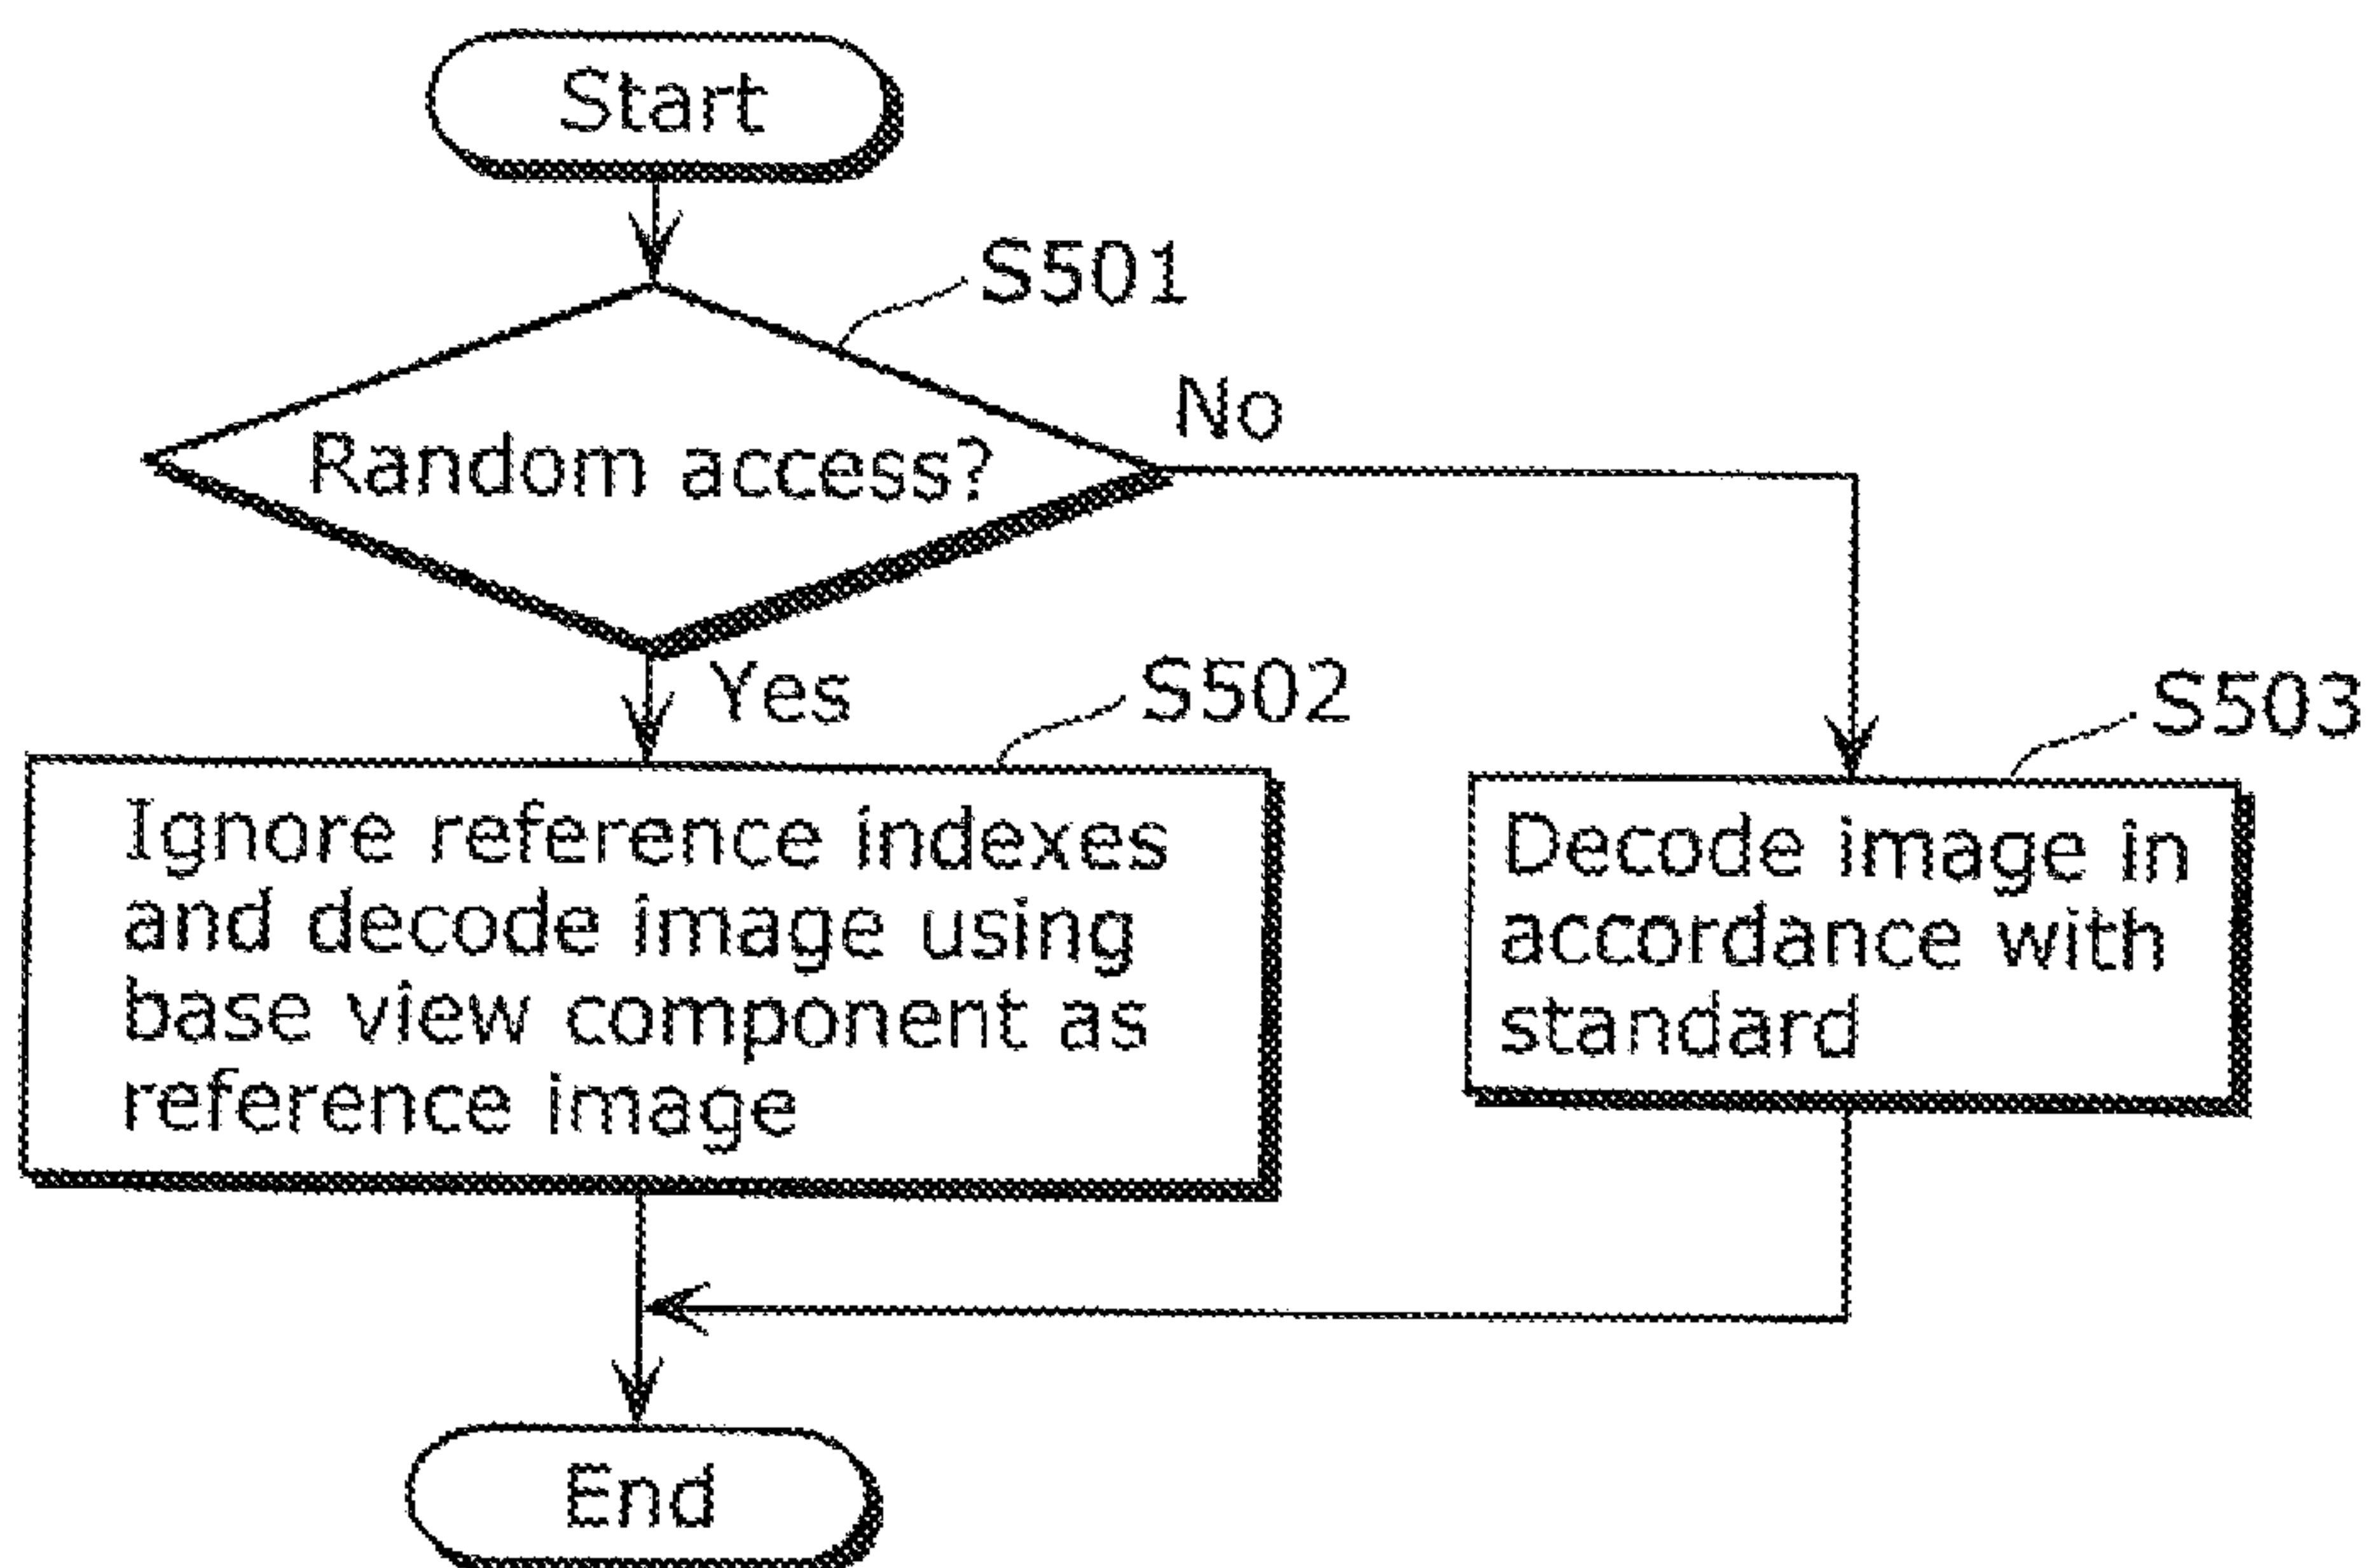 Start
S501
No
Random access?
Yes
S502
S503
Ignore reference indexes
and decode image using
base view component as
reference image
Decode image in
accordance with
standard
End